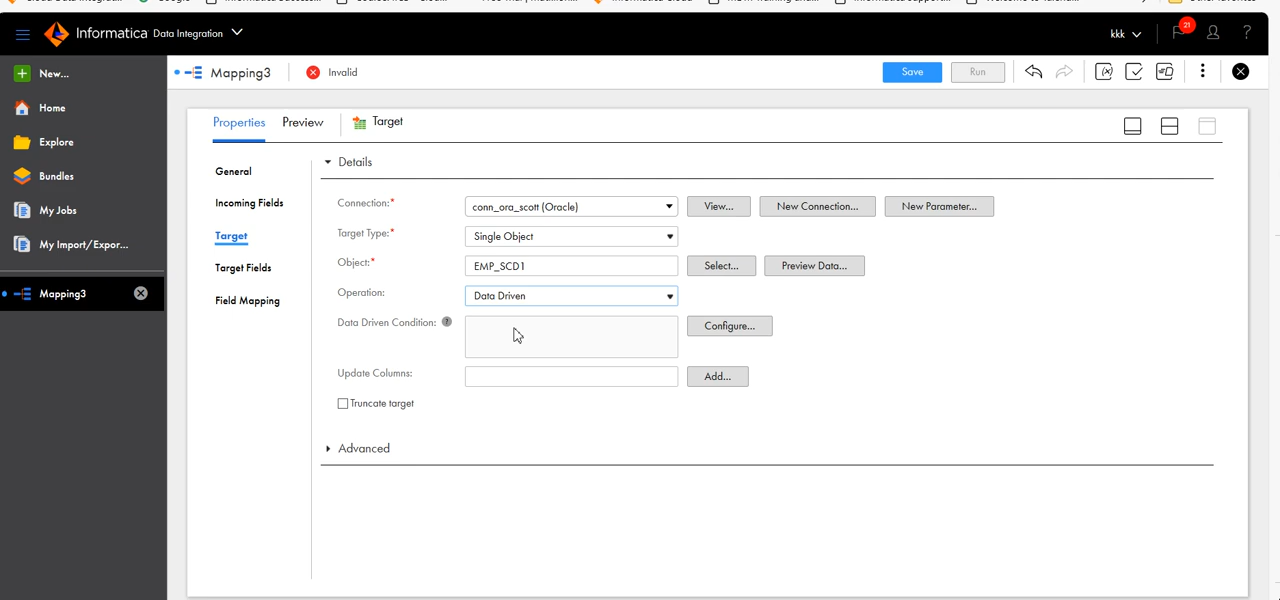 Informatica Data Integration
kkk
21
?
New...
Mapping3
Invalid
Save
Run
(x)
Home
Explore
Bundles
My Jobs
My Import/Expor...
Mapping3
Properties
Preview
Target
General
Incoming Fields
Target
Target Fields
Field Mapping
Details
Connection:*
conn_ora_scott (Oracle)
View...
New Connection...
New Parameter...
Target Type:*
Single Object
Object:*
EMP_SCD1
Select...
Preview Data...
Operation:
Data Driven
Data Driven Condition:
?
Configure...
Update Columns:
Add...
Truncate target
Advanced